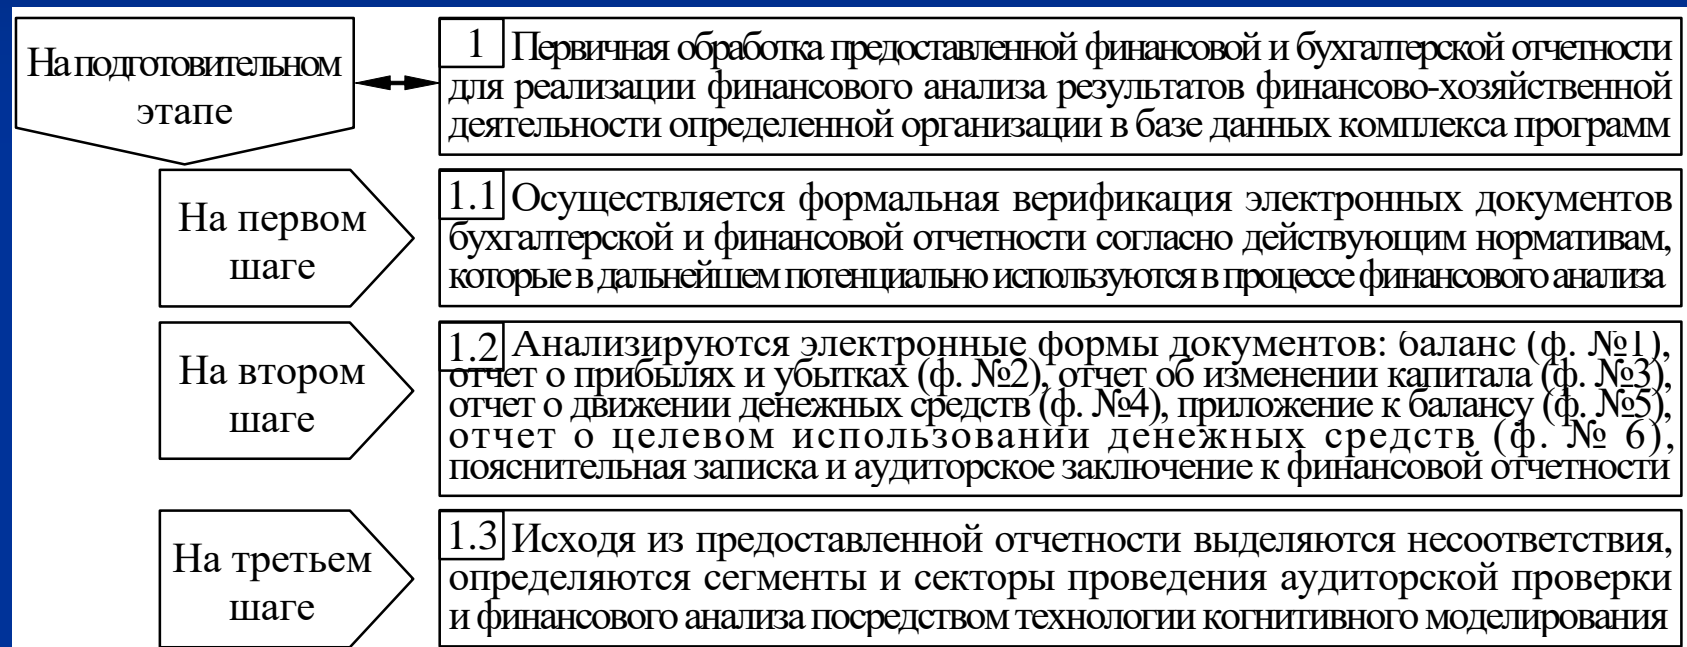 На подготовительном
этапе
1 Первичная обработка предоставленной финансовой и бухгалтерской отчетности
для реализации финансового анализа результатов финансово-хозяйственной
деятельности определенной организации в базе данных комплекса программ
На первом
шаге
1.1 Осуществляется формальная верификация электронных документов
бухгалтерской и финансовой отчетности согласно действующим нормативам,
которые в дальнейшем потенциально используются в процессе финансового анализа
На втором
шаге
1.2 Анализируются электронные формы документов: баланс (ф. №1),
отчет о прибылях и убытках (ф. №2), отчет об изменении капитала (ф. №3),
отчет о движении денежных средств (ф. №4), приложение к балансу (ф. №5),
отчет о целевом использовании денежных средств (ф. № 6),
пояснительная записка и аудиторское заключение к финансовой отчетности
На третьем
шаге
1.3 Исходя из предоставленной отчетности выделяются несоответствия,
определяются сегменты и секторы проведения аудиторской проверки
и финансового анализа посредством технологии когнитивного моделирования